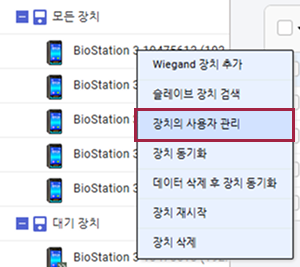 모든 장치
BioStation 3 10475613 (192
Wiegand 장치 추가
BioStation 3
슬레이브 장치 검색
BioStation 3
장치의 사용자 관리
BioStation 3
장치 동기화
BioStation 3
데이터 삭제 후 장치 동기화
대기 장치
장치 재시작
BioStation 3
장치 삭제